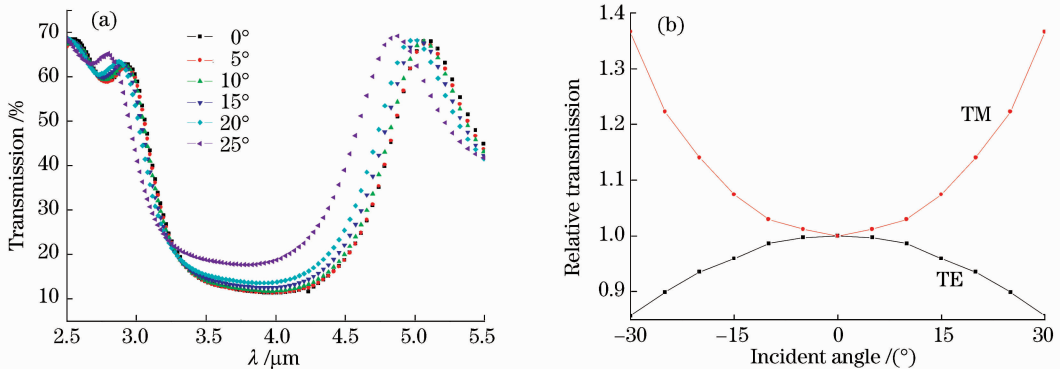 (a)
Transmission /%
70
60
50
40
30
20
10
2.5 3.0 3.5 4.0 4.5 5.0 5.5
λ /μm
0°
5°
10°
15°
20°
25°
(b)
Relative transmission
1.4
1.3
1.2
1.1
1.0
0.9
−30 −15 0 15 30
Incident angle /(°)
TM
TE